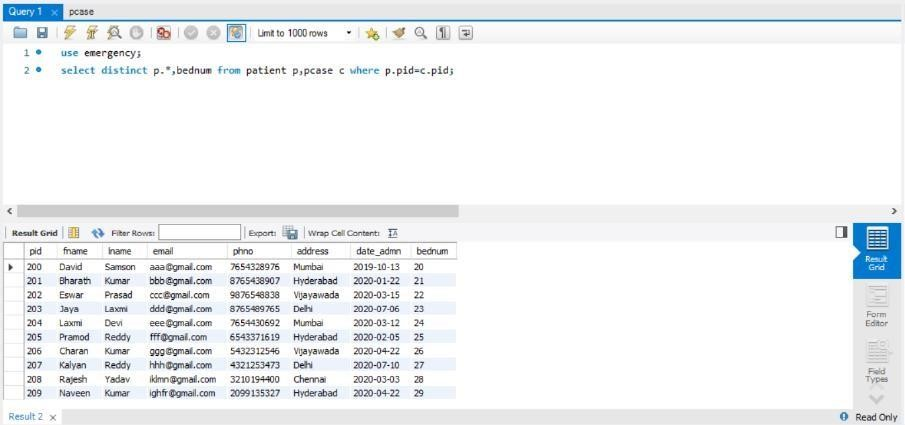 Query 1 × pcase
Limit to 1000 rows
1 use emergency;
2 select distinct p.*,bednum from patient p,pcase c where p.pid=c.pid;
Result Grid Filter Rows: Export: Wrap Cell Content: IA
pid fname lname email phno address date_admn bednum
200 David Samson aaa@gmail.com 7654328976 Mumbai 2019-10-13 20
201 Bharath Kumar bbb@gmail.com 8765438907 Hyderabad 2020-01-22 21
202 Eswar Prasad ccc@gmail.com 9876548838 Vijayawada 2020-03-15 22
203 Jaya Laxmi ddd@gmail.com 8765489765 Delhi 2020-07-06 23
204 Laxmi Devi eee@gmail.com 7654430692 Mumbai 2020-03-12 24
205 Pramod Reddy fff@gmail.com 6543371619 Hyderabad 2020-02-05 25
206 Charan Kumar ggg@gmail.com 5432312546 Vijayawada 2020-04-22 26
207 Kalyan Reddy hhh@gmail.com 4321253473 Delhi 2020-07-10 27
208 Rajesh Yadav iklmn@gmail.com 3210194400 Chennai 2020-03-03 28
209 Naveen Kumar ighfr@gmail.com 2099135327 Hyderabad 2020-04-22 29
Result
Grid
Form
Editor
Field
Types
Result 2 × Read Only